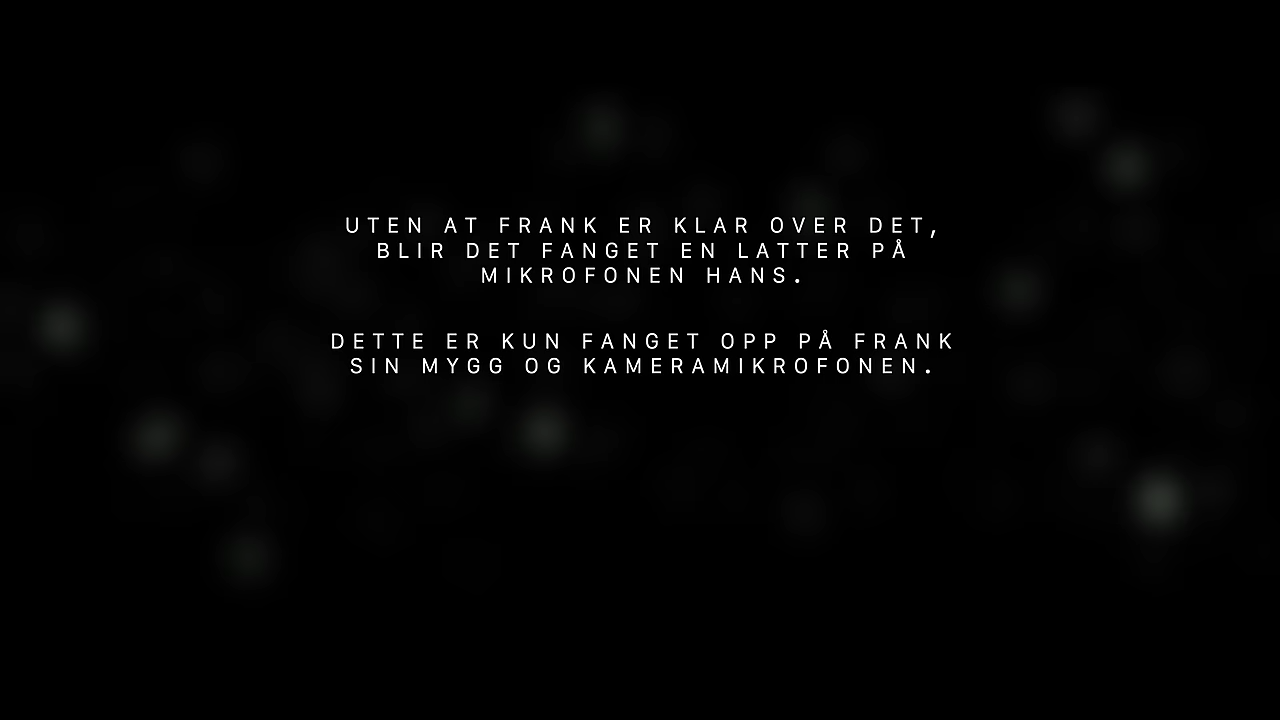 UTEN AT FRANK ER KLAR OVER DET,
BLIR DET FANGET EN LATTER PÅ
MIKROFONEN HANS.
DETTE ER KUN FANGET OPP PÅ FRANK
SIN MYGG OG KAMERAMIKROFONEN.